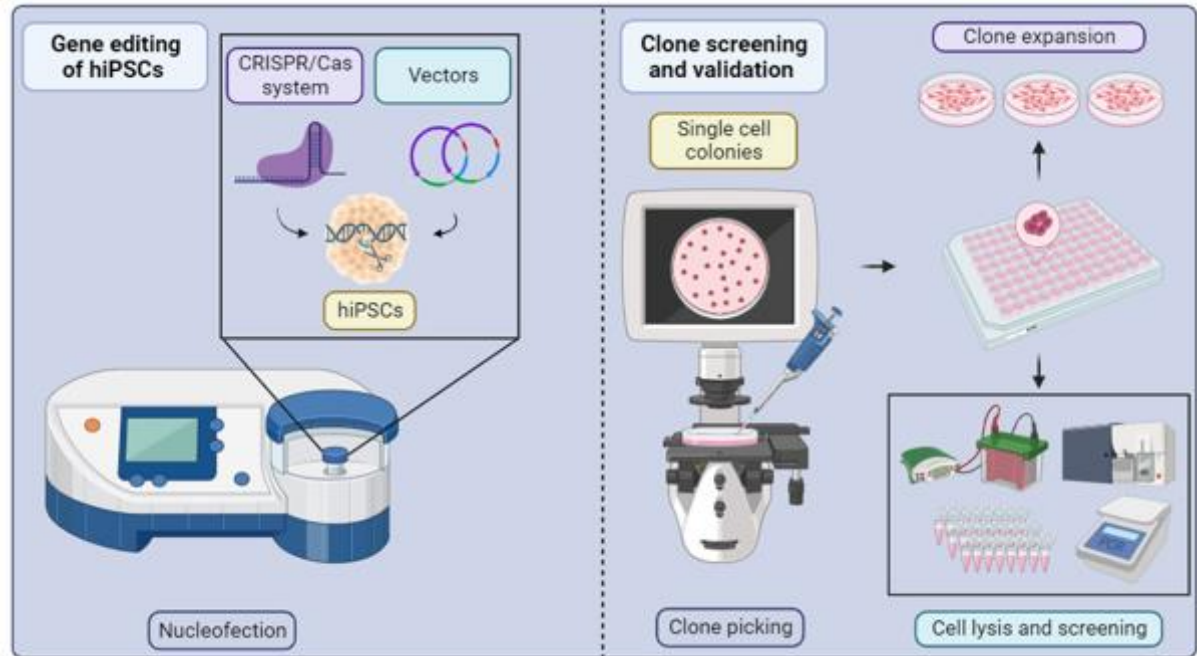 Gene editing
of hiPSCs
CRISPR/Cas
system
Vectors
hiPSCs
Nucleofection
Clone screening
and validation
Single cell
colonies
Clone picking
Clone expansion
PCR
Cell lysis and screening